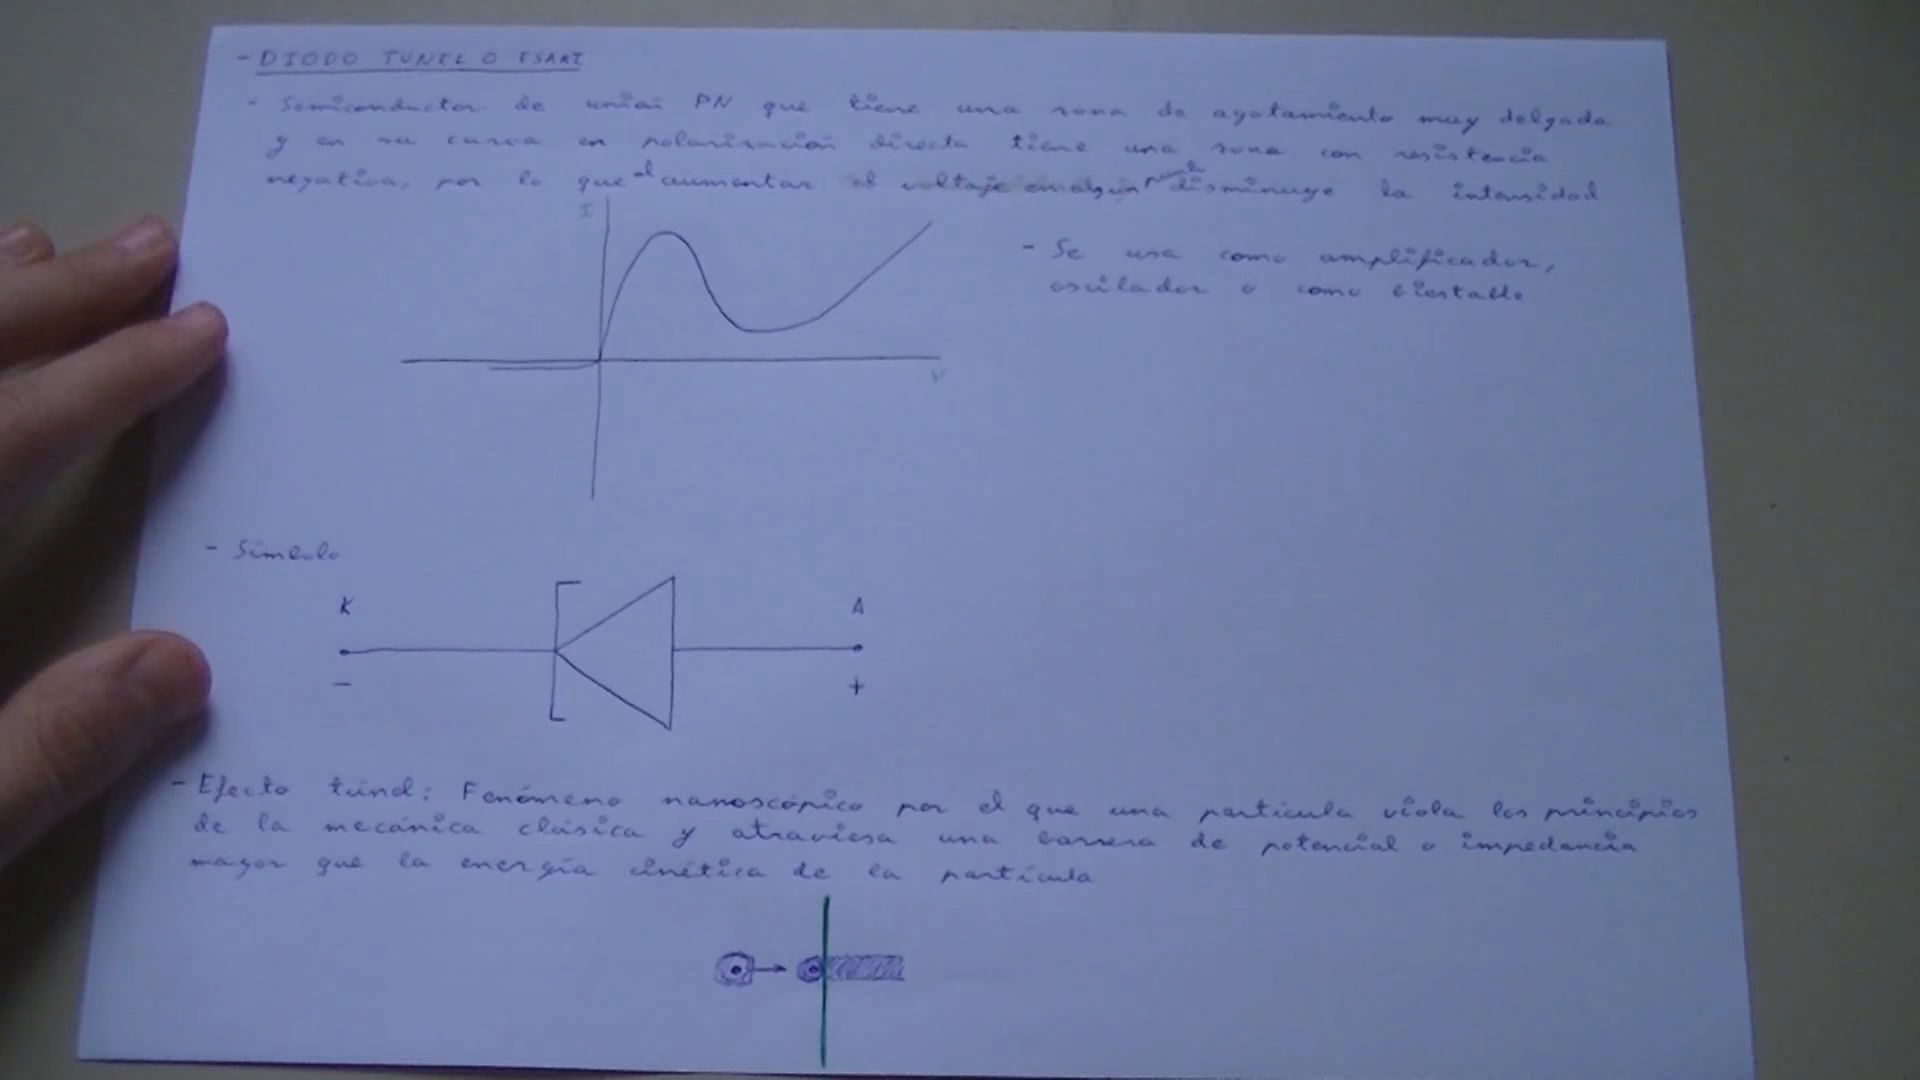 - DIODO TUNEL O ESAKI
- Semiconductor de unión PN que tiene una zona de agotamiento muy delgada
y en su curva en polarización directa tiene una zona con resistencia
negativa, por lo que al aumentar el voltaje en algún punto disminuye la intensidad
I
- Se usa como amplificador,
oscilador o como biestable
V
- Símbolo
K A
- +
- Efecto túnel: Fenómeno nanoscópico por el que una partícula viola los principios
de la mecánica clásica y atraviesa una barrera de potencial o impedancia
mayor que la energía cinética de la partícula